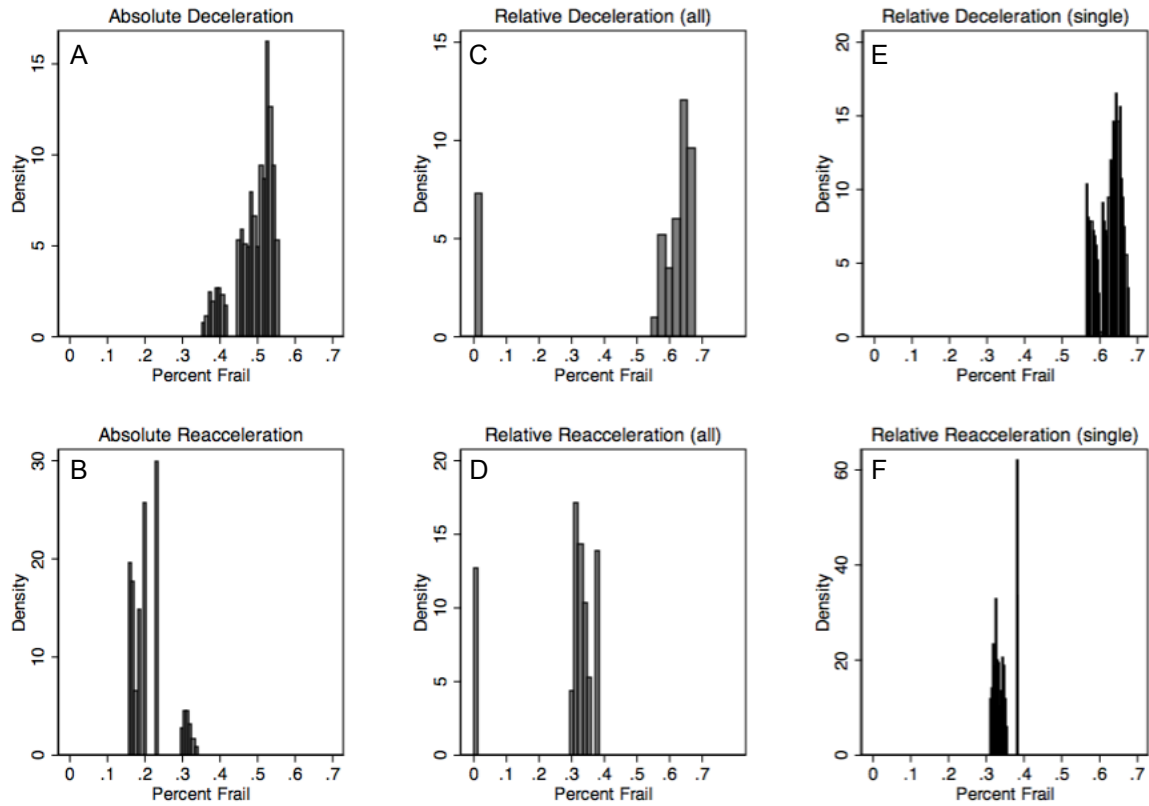 Absolute Deceleration
A
Density
0 5 10 15
0 .1 .2 .3 .4 .5 .6 .7
Percent Frail
Relative Deceleration (all)
C
Density
0 5 10 15
0 .1 .2 .3 .4 .5 .6 .7
Percent Frail
Relative Deceleration (single)
E
Density
0 5 10 15 20
0 .1 .2 .3 .4 .5 .6 .7
Percent Frail
Absolute Reacceleration
B
Density
0 10 20 30
0 .1 .2 .3 .4 .5 .6 .7
Percent Frail
Relative Reacceleration (all)
D
Density
0 5 10 15 20
0 .1 .2 .3 .4 .5 .6 .7
Percent Frail
Relative Reacceleration (single)
F
Density
0 20 40 60
0 .1 .2 .3 .4 .5 .6 .7
Percent Frail